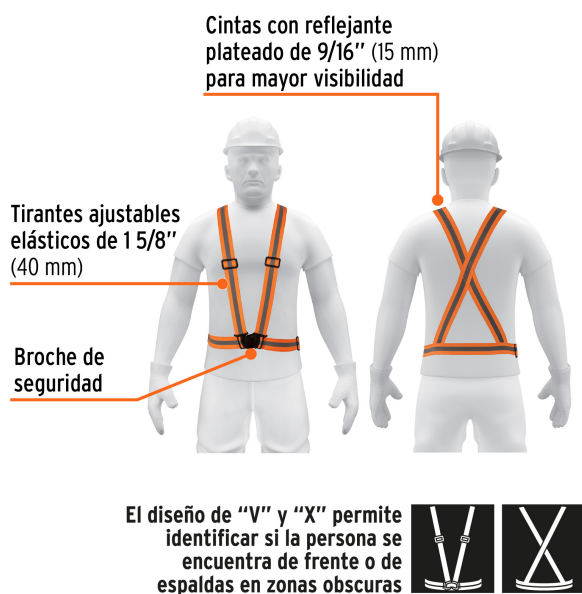 Cintas con reflejante
plateado de 9/16” (15 mm)
para mayor visibilidad
Tirantes ajustables
elásticos de 1 5/8”
(40 mm)
Broche de
seguridad
El diseño de “V” y “X” permite
identificar si la persona se
encuentra de frente o de
espaldas en zonas obscuras